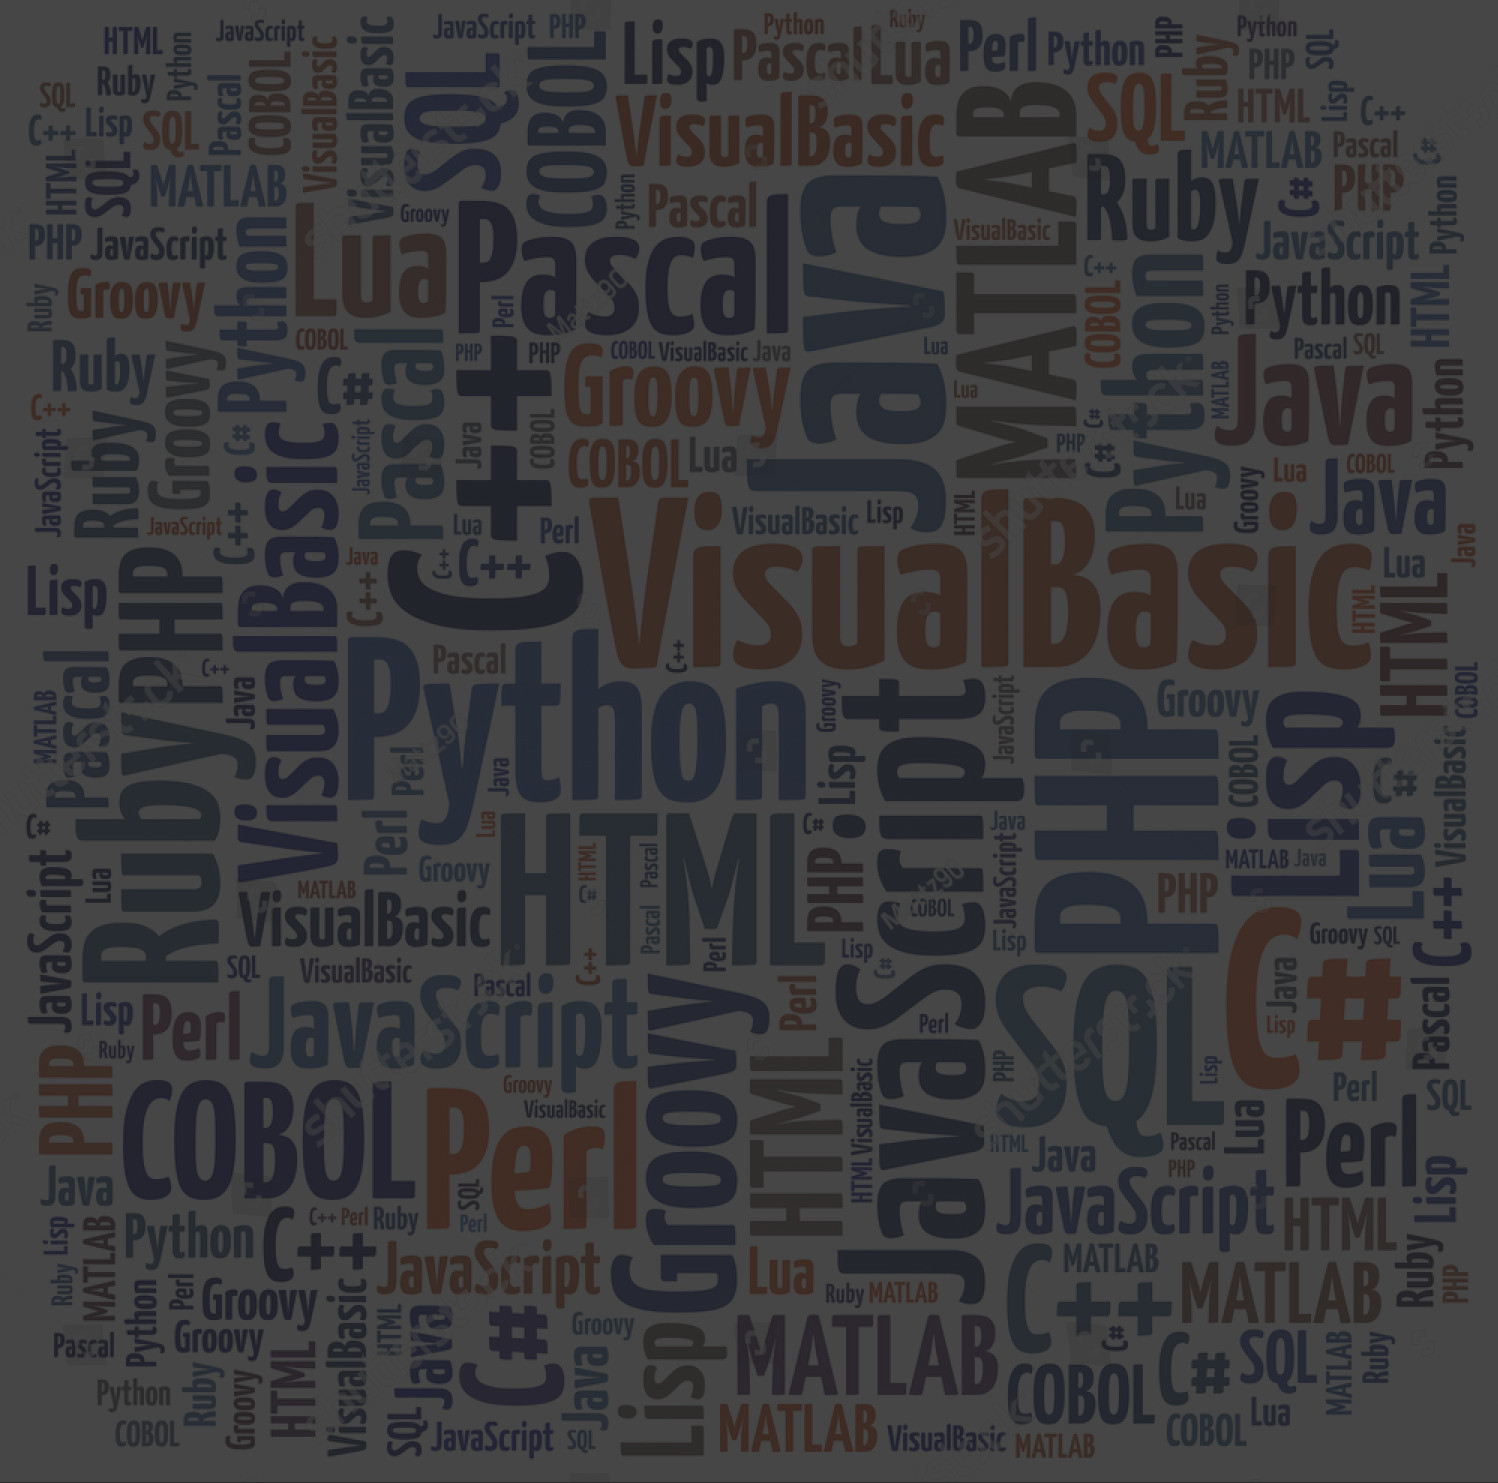 HTML
JavaScript
JavaScript
PHP
Python
Ruby
Python
Ruby
Python
COBOL
VisualBasic
VisualBasic
SQL
COBOL
Lisp
Pascal
Lua
Perl
Python
PHP
Ruby
PHP
SQL
SQL
Pascal
VisualBasic
MATLAB
SQL
HTML
Lisp
C++
C++
Lisp
SQL
MATLAB
Pascal
C#
HTML
SQL
MATLAB
Groovy
Python
Pascal
Java
Ruby
C#
PHP
Python
PHP
JavaScript
Python
Lua
Pascal
VisualBasic
JavaScript
Ruby
Groovy
COBOL
Perl
C++
COBOL
Python
Python
Python
HTML
Ruby
Groovy
C#
Pascal
PHP
PHP
Groovy
COBOL
VisualBasic
Java
Lua
Lua
MATLAB
Java
Pascal
SQL
Python
C++
JavaScript
Ruby
C#
JavaScript
Java
COBOL
COBOL
Lua
C#
PHP
C#
Lua
COBOL
JavaScript
C++
VisualBasic
Lua
C++
Perl
VisualBasic
Lisp
HTML
Lua
Groovy
Java
Java
Lisp
PHP
Java
C++
C++
C++
VisualBasic
Lua
HTML
HTML
MATLAB
Pascal
Ruby
C++
Java
Python
Pascal
C++
Groovy
JavaScript
PHP
Groovy
Lisp
COBOL
Perl
Java
Lisp
JavaScript
COBOL
C#
VisualBasic
C#
JavaScript
Lua
Perl
Groovy
Lua
HTML
HTML
C#
Pascal
C#
PHP
Java
JavaScript
MATLAB
Java
Lua
MATLAB
VisualBasic
Pascal
Perl
COBOL
PHP
C#
Groovy
SQL
C++
SQL
VisualBasic
Pascal
C++
Lisp
C#
Lisp
Java
Lisp
Pascal
Lisp
Ruby
Perl
JavaScript
Groovy
Perl
Perl
SQL
PHP
COBOL
Groovy
VisualBasic
Perl
HTML
VisualBasic
HTML
PHP
HTML
Lisp
Pascal
PHP
Lua
Perl
Perl
SQL
Java
SQL
Perl
Java
JavaScript
HTML
Lisp
Lisp
MATLAB
Python
C++
C++
Perl
Ruby
JavaScript
Lua
C++
MATLAB
MATLAB
Ruby
PHP
Ruby
Python
Perl
Groovy
VisualBasic
HTML
Java
C#
Groovy
Ruby
MATLAB
C#
Pascal
Groovy
HTML
Java
Lisp
MATLAB
COBOL
C#
SQL
MATLAB
Ruby
Python
Ruby
Groovy
SQL
MATLAB
Lua
COBOL
JavaScript
SQL
VisualBasic
MATLAB
COBOL